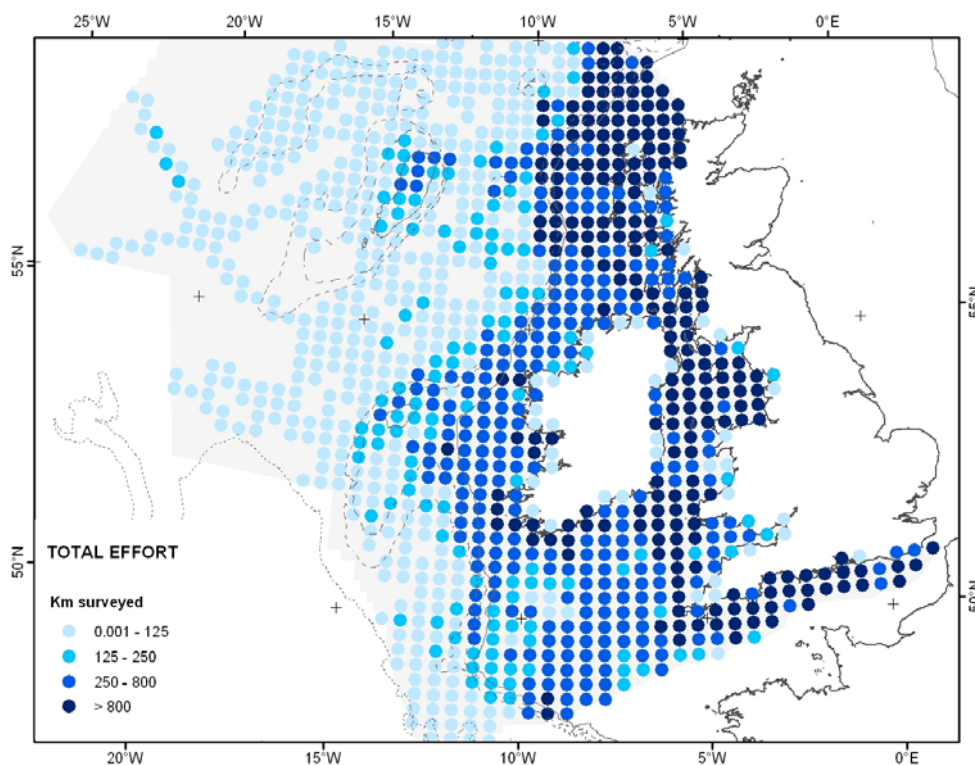 25°W 20°W 15°W 10°W 5°W 0°E
55°N
55°N
50°N
50°N
TOTAL EFFORT
Km surveyed
0.001 - 125
125 - 250
250 - 800
> 800
20°W 15°W 10°W 5°W 0°E